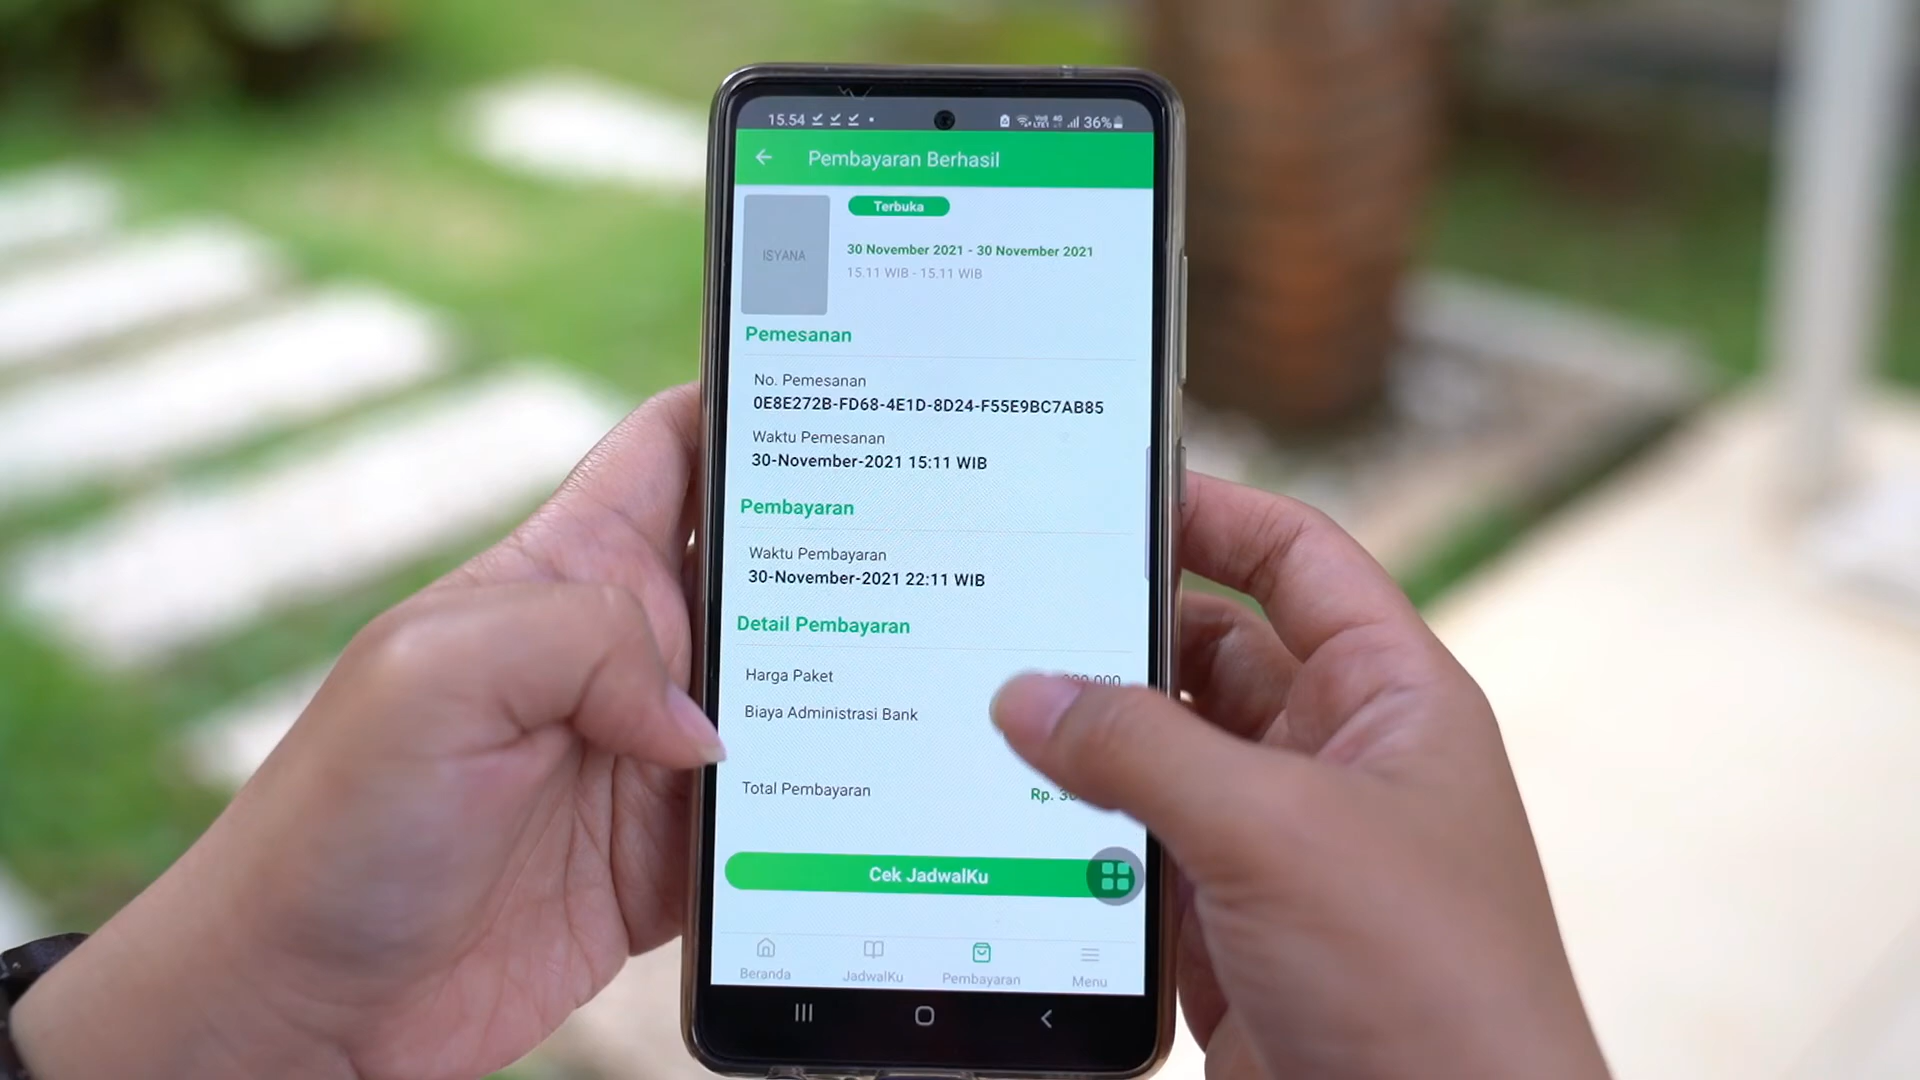 15.54
36%
Pembayaran Berhasil
ISYANA
Terbuka
30 November 2021 - 30 November 2021
15.11 WIB - 15.11 WIB
Pemesanan
No. Pemesanan
0E8E272B-FD68-4E1D-8D24-F55E9BC7AB85
Waktu Pemesanan
30-November-2021 15:11 WIB
Pembayaran
Waktu Pembayaran
30-November-2021 22:11 WIB
Detail Pembayaran
Harga Paket
Biaya Administrasi Bank
Total Pembayaran Rp.
Cek JadwalKu
Beranda JadwalKu Pembayaran Menu